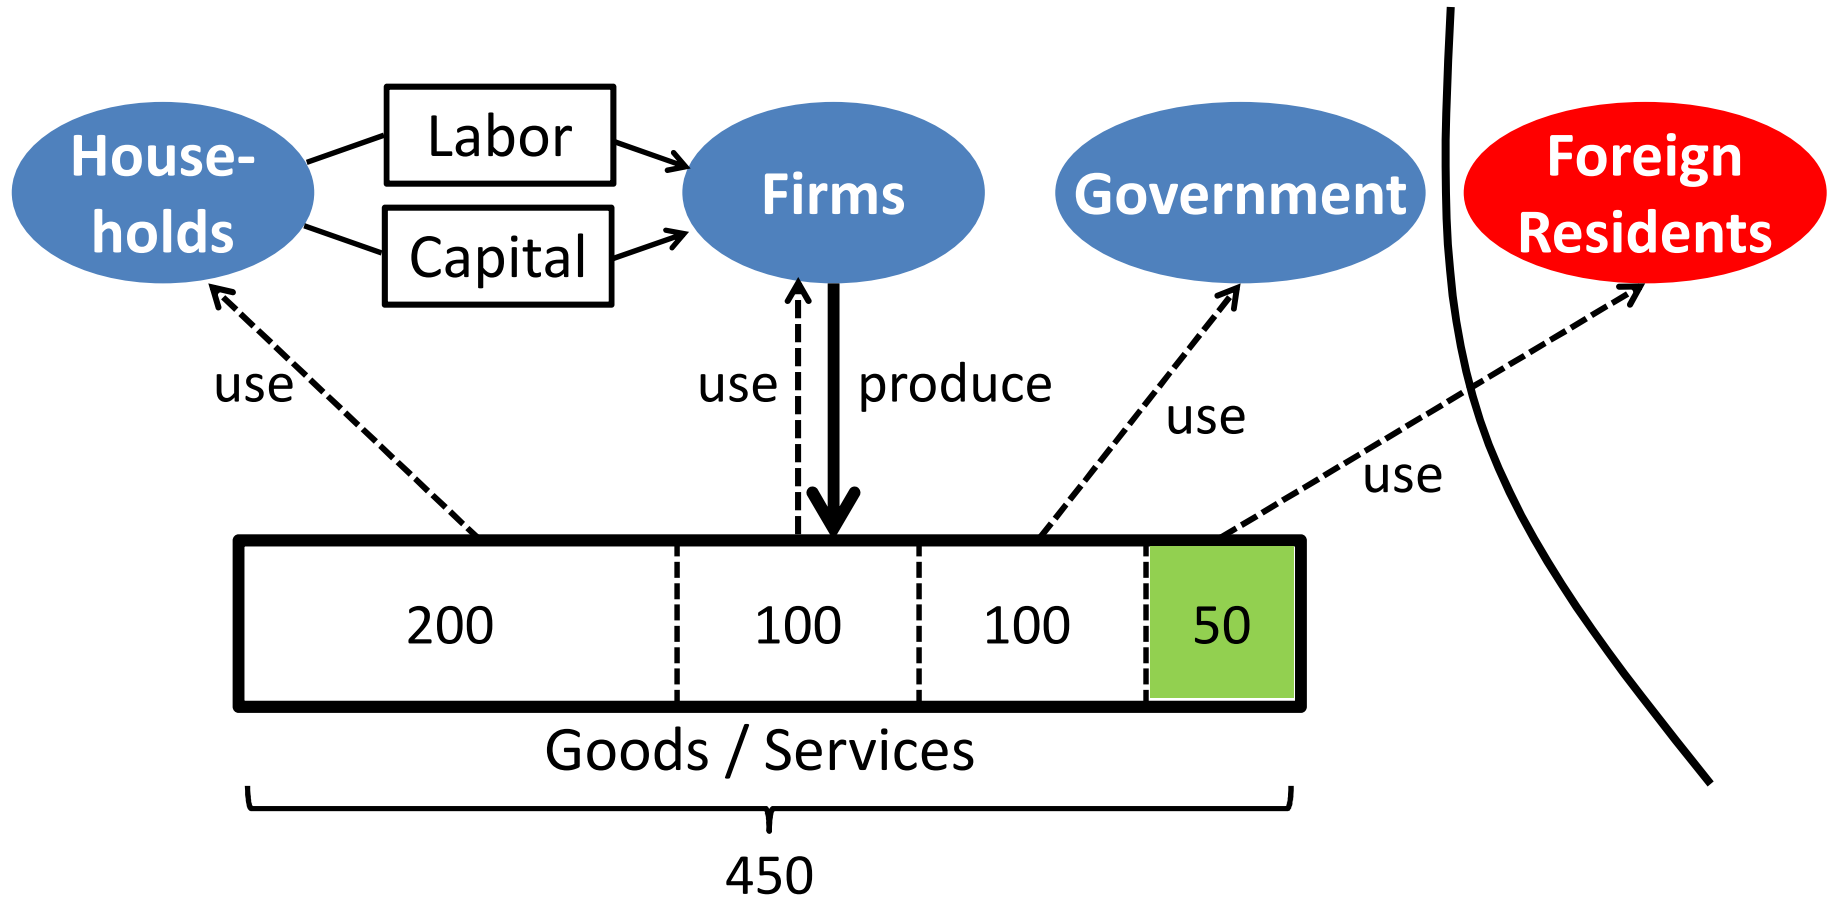 House-
holds
Labor
Capital
Firms
Government
Foreign
Residents
use
use
produce
use
use
200
100
100
50
Goods / Services
450